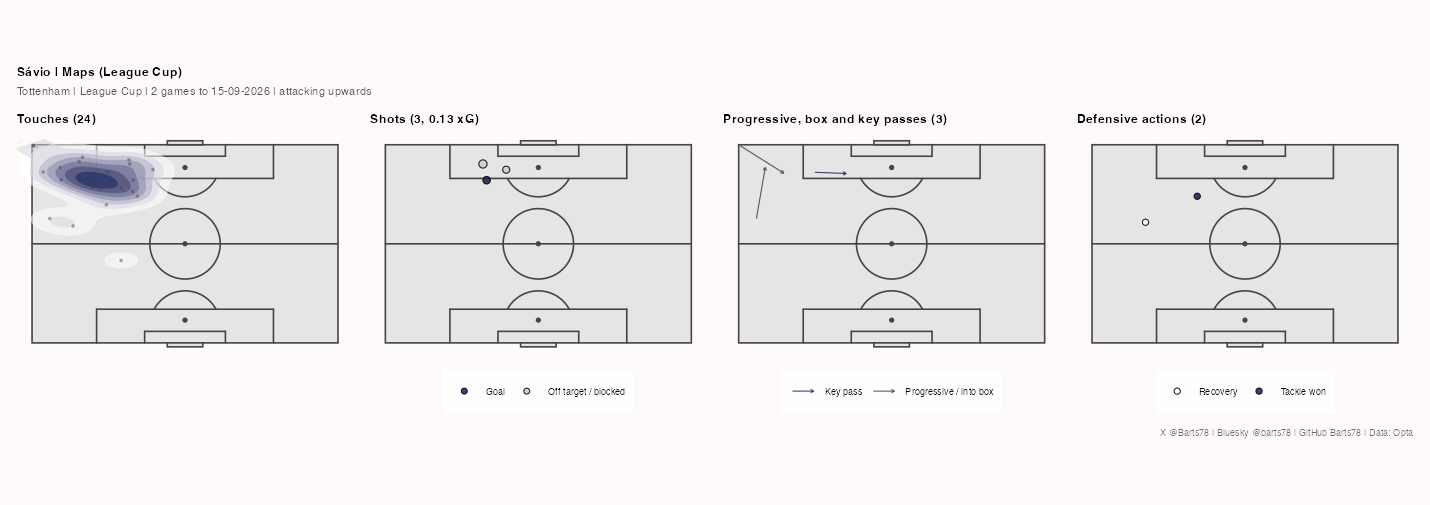 Sávio | Maps (League Cup)
Tottenham | League Cup | 2 games to 15-09-2026 | attacking upwards
Touches (24)
Shots (3, 0.13 xG)
Progressive, box and key passes (3)
Defensive actions (2)
Goal
Off target / blocked
Key pass
Progressive / into box
Recovery
Tackle won
X @Barts78 | Bluesky @barts78 | GitHub Barts78 | Data: Opta